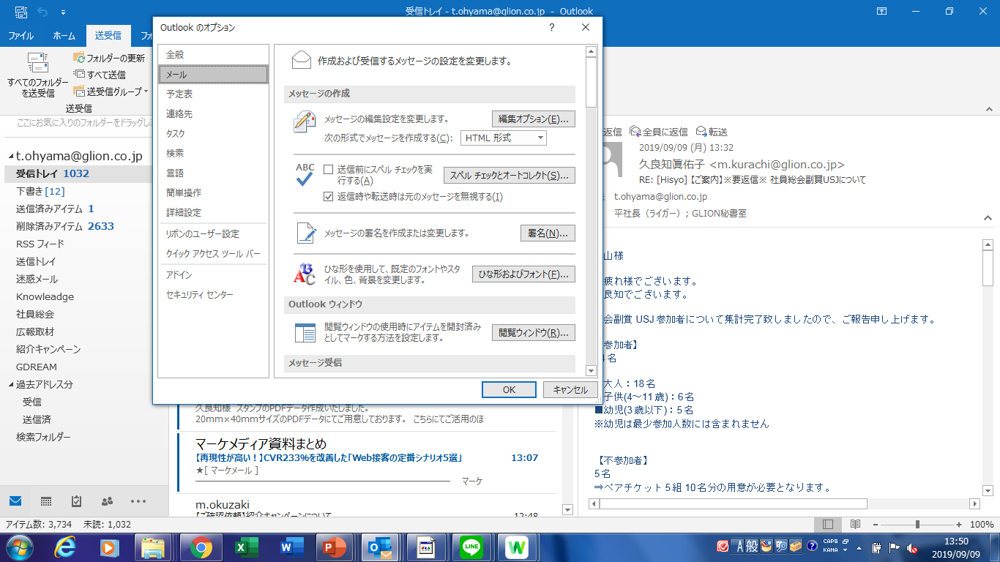 受信トレイ - t.ohyama@glion.co.jp - Outlook
ファイル ホーム 送受信 フォ
すべてのフォルダー
を送受信
フォルダーの更新
すべて送信
送受信グループ
送受信
ここにお気に入りのフォルダーをドラッグし
t.ohyama@glion.co.jp
受信トレイ 1032
下書き [12]
送信済みアイテム 1
削除済みアイテム 2633
RSS フィード
送信トレイ
迷惑メール
Knowleadge
社員総会
広報取材
紹介キャンペーン
GDREAM
過去アドレス分
受信
送信済
検索フォルダー
Outlook のオプション
?
全般
メール
予定表
連絡先
タスク
検索
言語
簡単操作
詳細設定
リボンのユーザー設定
クイック アクセス ツール バー
アドイン
セキュリティ センター
作成および受信するメッセージの設定を変更します。
メッセージの作成
メッセージの編集設定を変更します。
編集オプション(E)...
次の形式でメッセージを作成する(C): HTML 形式
ABC
送信前にスペル チェックを実
行する(A)
スペル チェックとオートコレクト(S)...
返信時や転送時は元のメッセージを無視する(I)
メッセージの署名を作成または変更します。
署名(N)...
ひな形を使用して、既定のフォントやスタ
イル、色、背景を変更します。
ひな形およびフォント(F)...
Outlook ウィンドウ
閲覧ウィンドウの使用時にアイテムを開封済み
としてマークする方法を設定します。
閲覧ウィンドウ(R)...
メッセージ受信
OK キャンセル
久良知様 スタンプのPDFデータ作成いたしました。
20mm×40mmサイズのPDFデータにてご用意しております。 こちらにてご活用のほ
マーケメディア資料まとめ
【再現性が高い！】CVR233%を改善した「Web接客の定番シナリオ5選」 13:07
★[ マーケメール ]
マーケ
m.okuzaki
【ご確認依頼】紹介キャンペーンについて 12:48
返信 全員に返信 転送
2019/09/09 (月) 13:32
久良知眞佑子 <m.kurachi@glion.co.jp>
RE: [Hisyo] 【ご案内】※要返信※ 社員総会副賞USJについて
t.ohyama@glion.co.jp
平社長（ライガー）; GLION秘書室
山様
疲れ様でございます。
良知でございます。
会副賞 USJ 参加者について集計完了致しましたので、ご報告申し上げます。
参加者】
名
大人：18名
子供(4～11歳)：6名
■幼児(3歳以下)：5名
※幼児は最少参加人数には含まれません
【不参加者】
5名
⇒ペアチケット5組10名分の用意が必要となります。
アイテム数: 3,734 未読: 1,032
100%
A 般
CAPS
KANA
13:50
2019/09/09